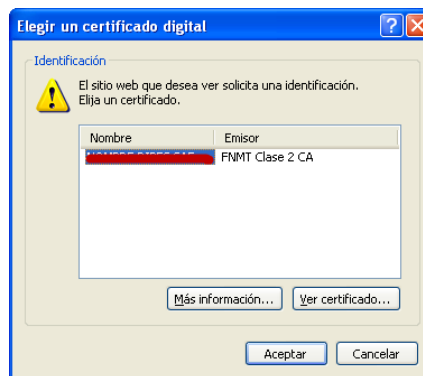 Elegir un certificado digital
Identificación
El sitio web que desea ver solicita una identificación.
Elija un certificado.
Nombre Emisor
FNMT Clase 2 CA
Más información... Ver certificado...
Aceptar Cancelar